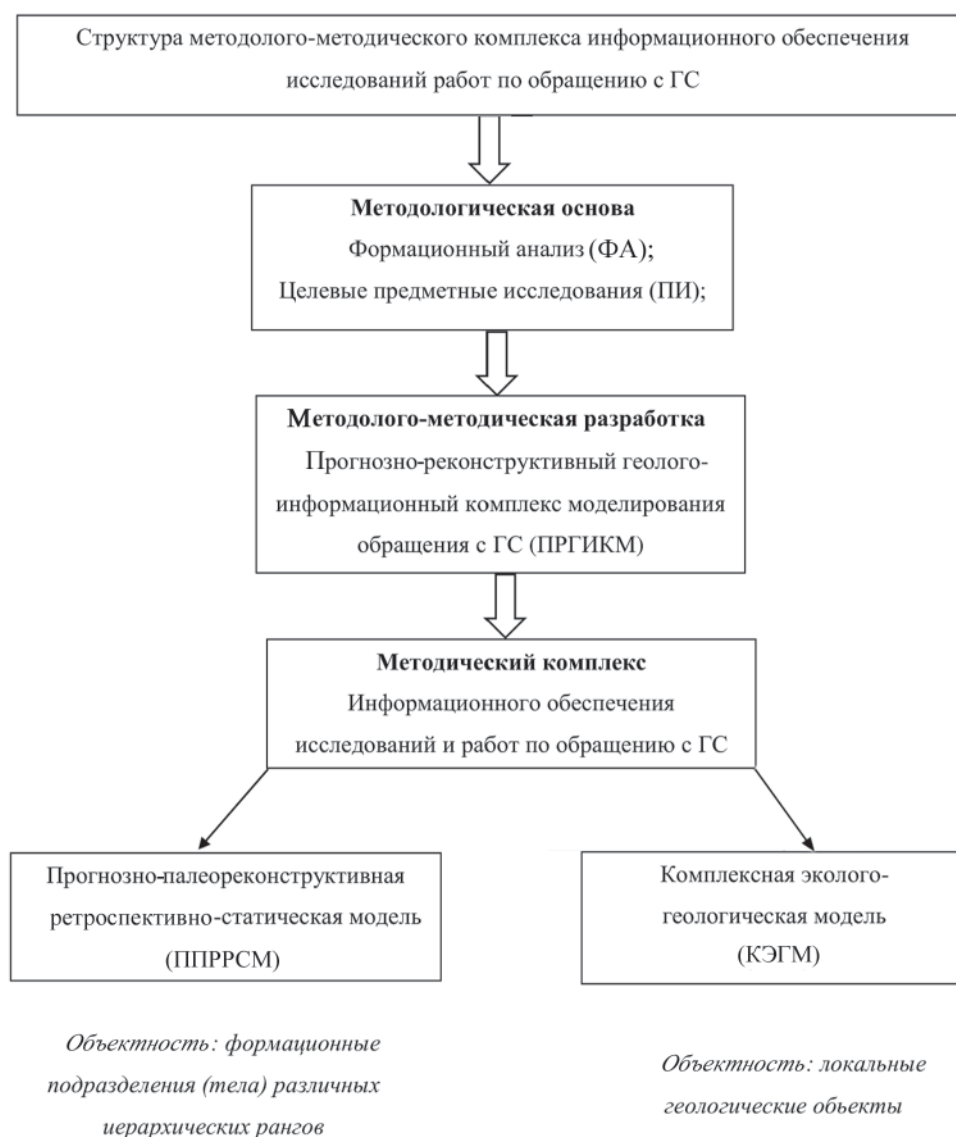 Структура методолого-методического комплекса информационного обеспечения
исследований работ по обращению с ГС
Методологическая основа
Формационный анализ (ФА);
Целевые предметные исследования (ПИ);
Методолого-методическая разработка
Прогнозно-реконструктивный геолого-
информационный комплекс моделирования
обращения с ГС (ПРГИКМ)
Методический комплекс
Информационного обеспечения
исследований и работ по обращению с ГС
Прогнозно-палеореконструктивная
ретроспективно-статическая модель
(ППРРСМ)
Комплексная эколого-
геологическая модель
(КЭГМ)
Объектность: формационные
подразделения (тела) различных
иерархических рангов
Объектность: локальные
геологические обьекты